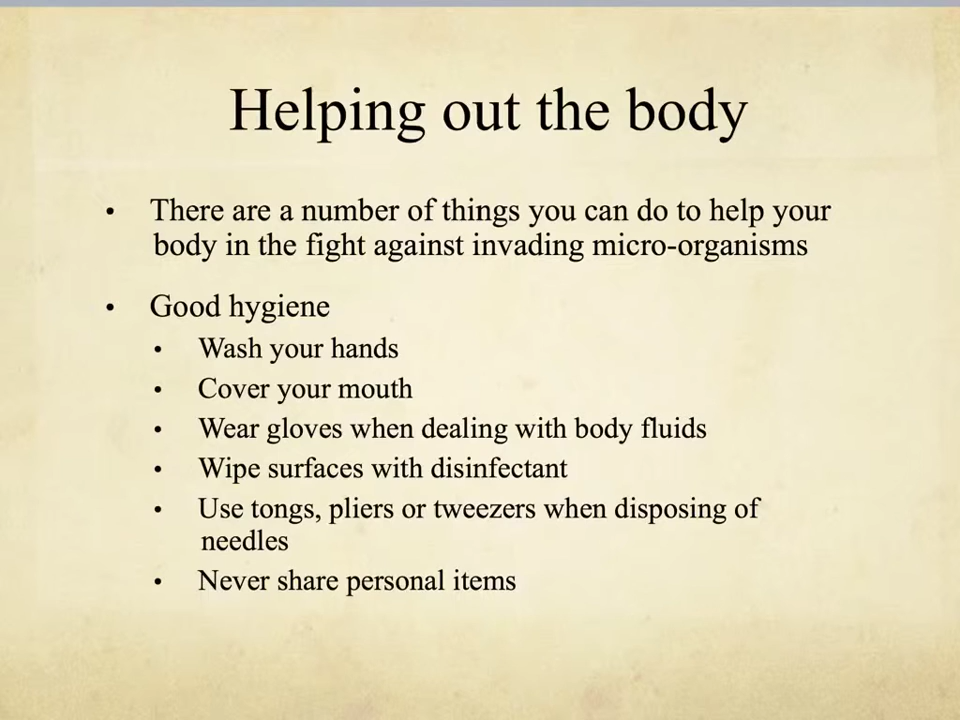 Helping out the body
• There are a number of things you can do to help your
body in the fight against invading micro-organisms
• Good hygiene
• Wash your hands
• Cover your mouth
• Wear gloves when dealing with body fluids
• Wipe surfaces with disinfectant
• Use tongs, pliers or tweezers when disposing of
needles
• Never share personal items